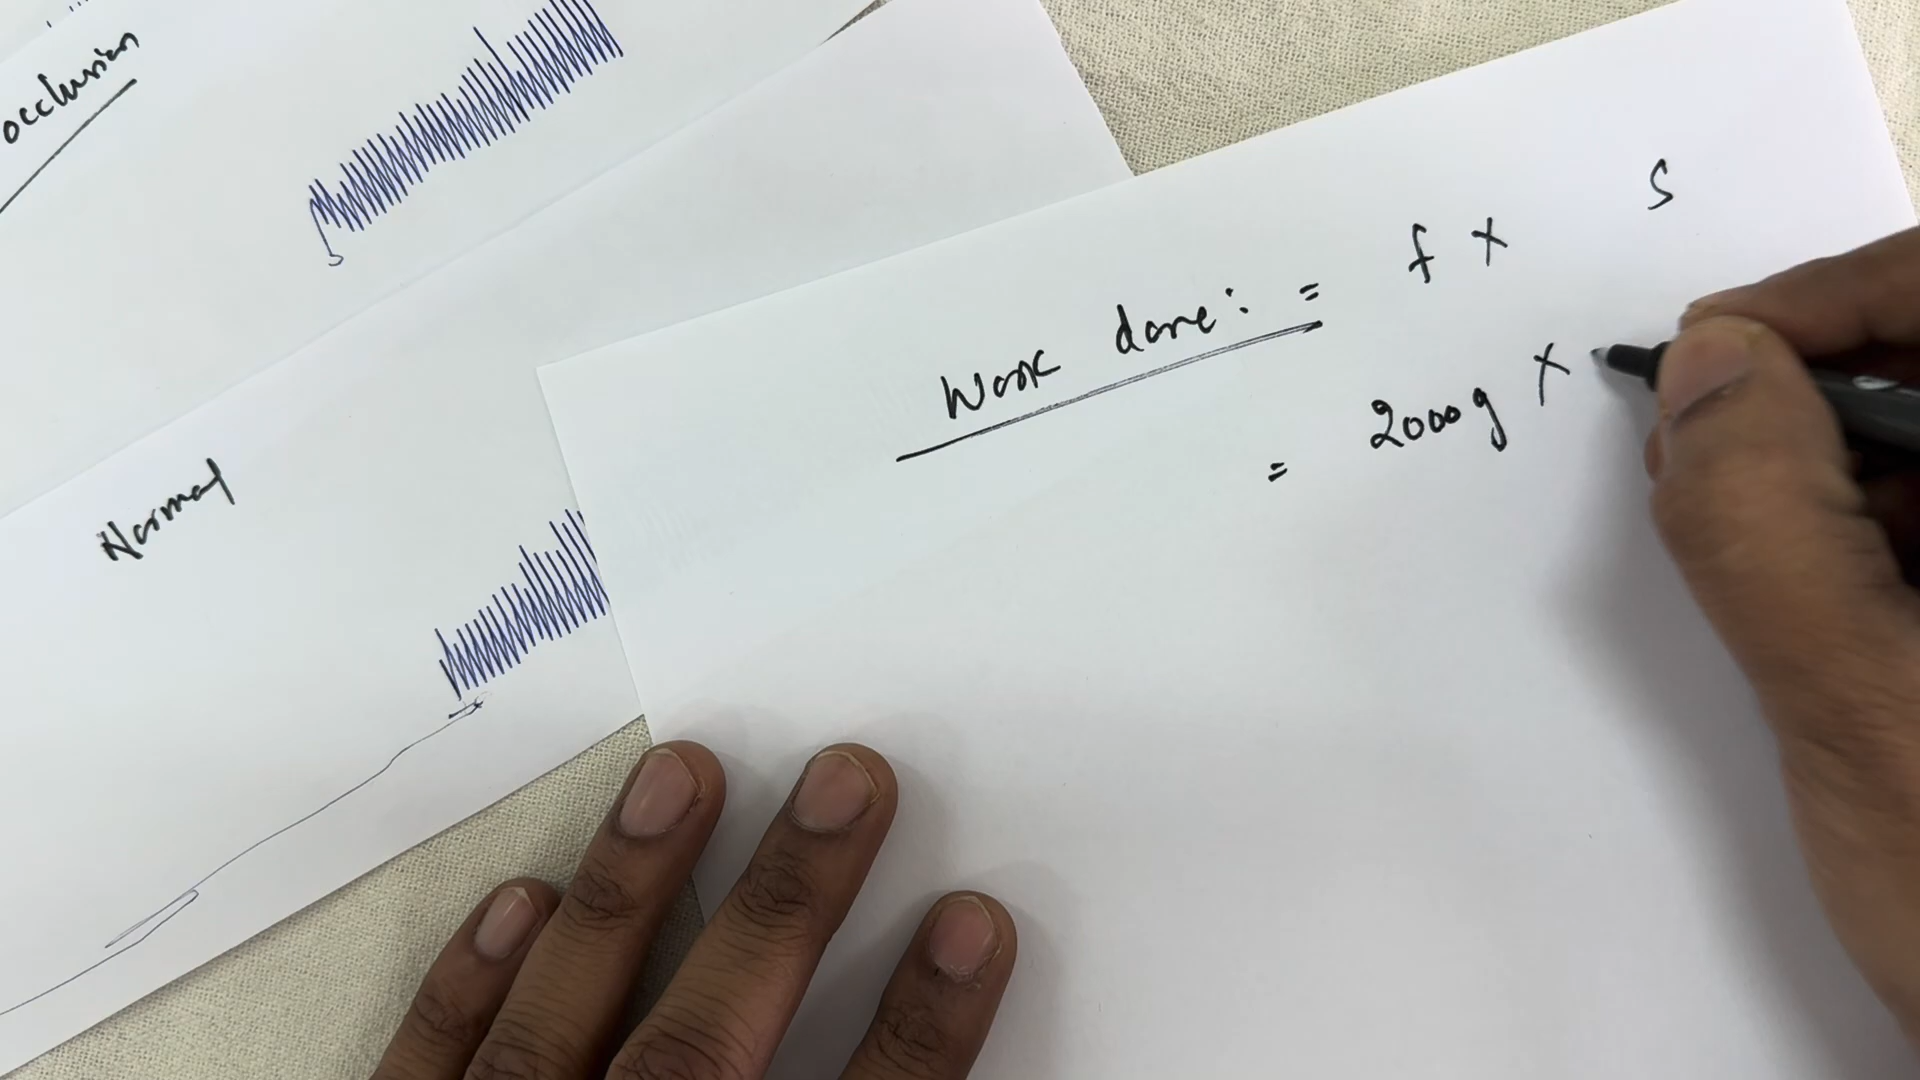 occlusion
Normal
Work done: = f x S
= 2000g x